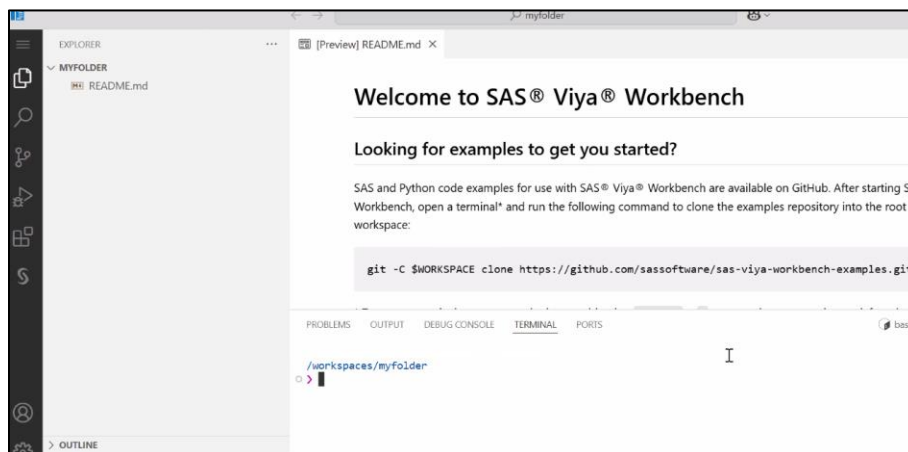 myfolder
EXPLORER
[Preview] README.md
MYFOLDER
README.md
Welcome to SAS® Viya® Workbench
Looking for examples to get you started?
SAS and Python code examples for use with SAS® Viya® Workbench are available on GitHub. After starting S
Workbench, open a terminal* and run the following command to clone the examples repository into the root
workspace:
git -C $WORKSPACE clone https://github.com/sassoftware/sas-viya-workbench-examples.git
PROBLEMS OUTPUT DEBUG CONSOLE TERMINAL PORTS bas
/workspaces/myfolder
OUTLINE